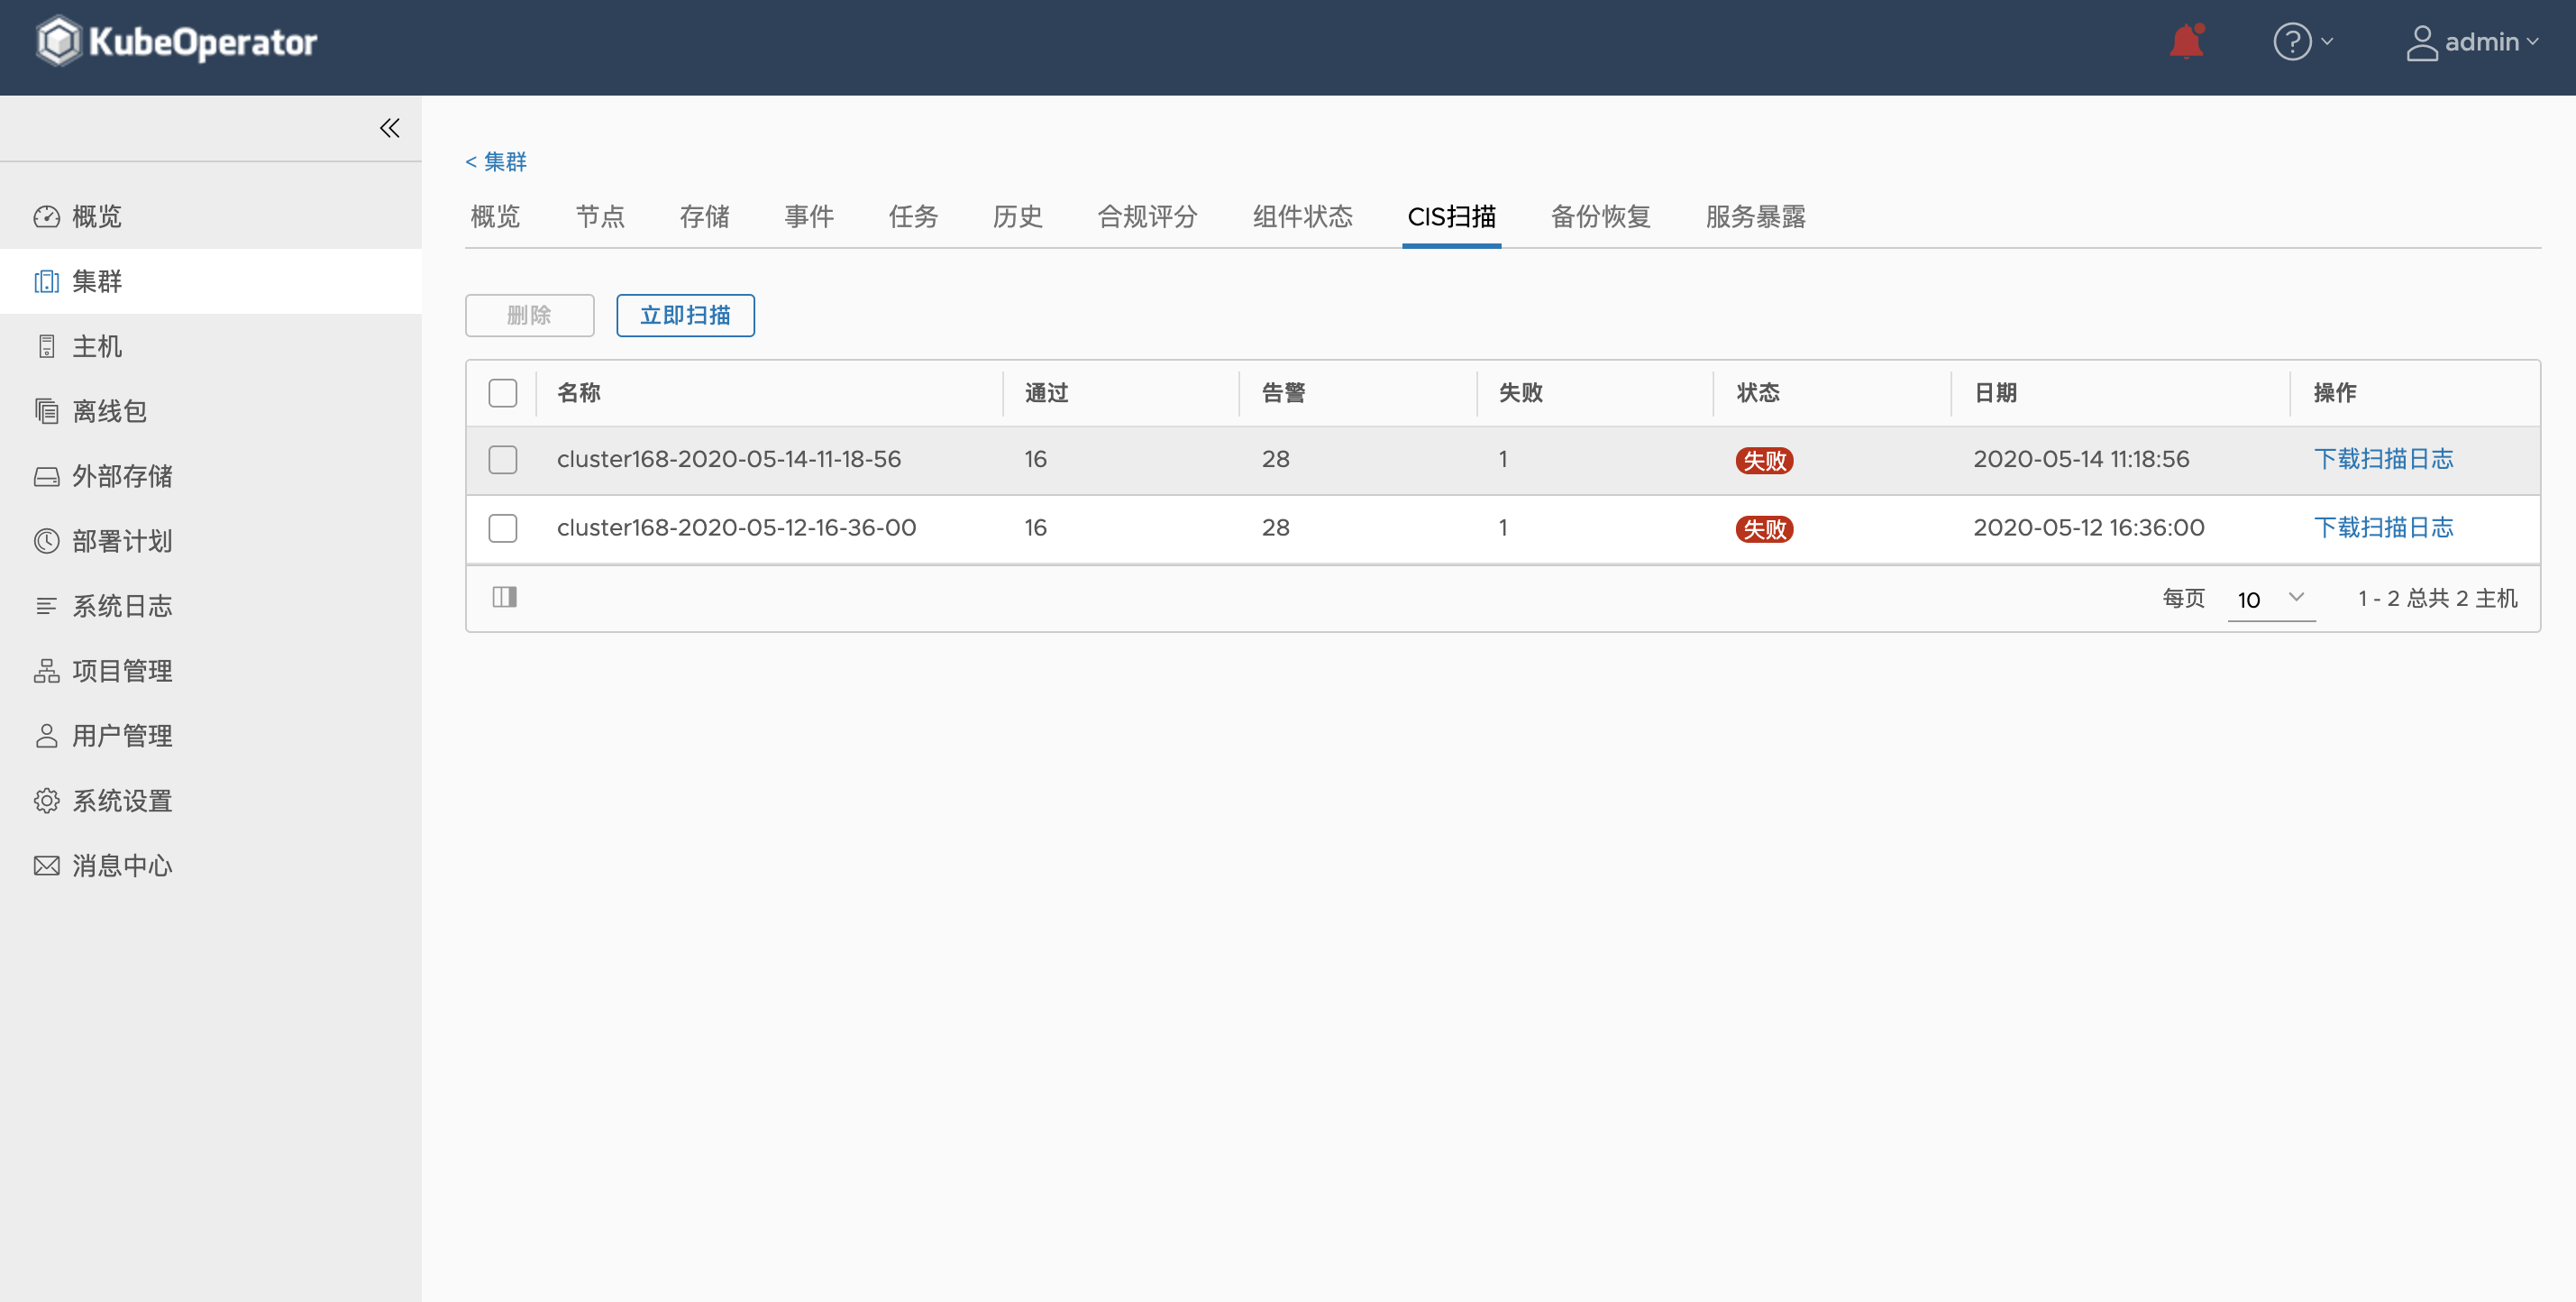 KubeOperator
admin
< 集群
概览 节点 存储 事件 任务 历史 合规评分 组件状态 CIS扫描 备份恢复 服务暴露
概览
集群
主机
离线包
外部存储
部署计划
系统日志
项目管理
用户管理
系统设置
消息中心
删除 立即扫描
名称 通过 告警 失败 状态 日期 操作
cluster168-2020-05-14-11-18-56 16 28 1 失败 2020-05-14 11:18:56 下载扫描日志
cluster168-2020-05-12-16-36-00 16 28 1 失败 2020-05-12 16:36:00 下载扫描日志
每页 10 1 - 2 总共 2 主机